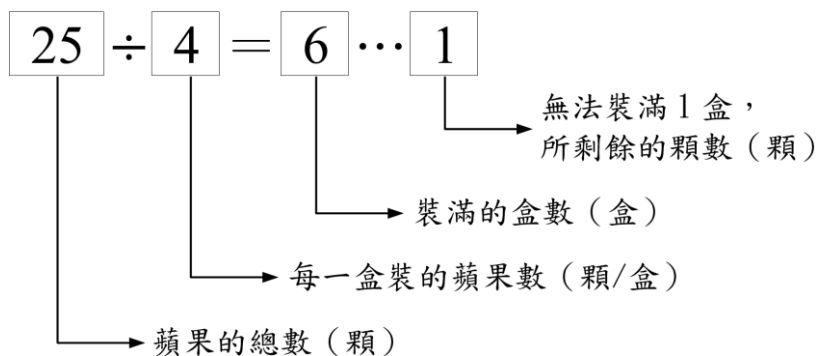 25 ÷ 4 = 6 ⋯ 1
無法裝滿 1 盒，
所剩餘的顆數（顆）
裝滿的盒數（盒）
每一盒裝的蘋果數（顆/盒）
蘋果的總數（顆）